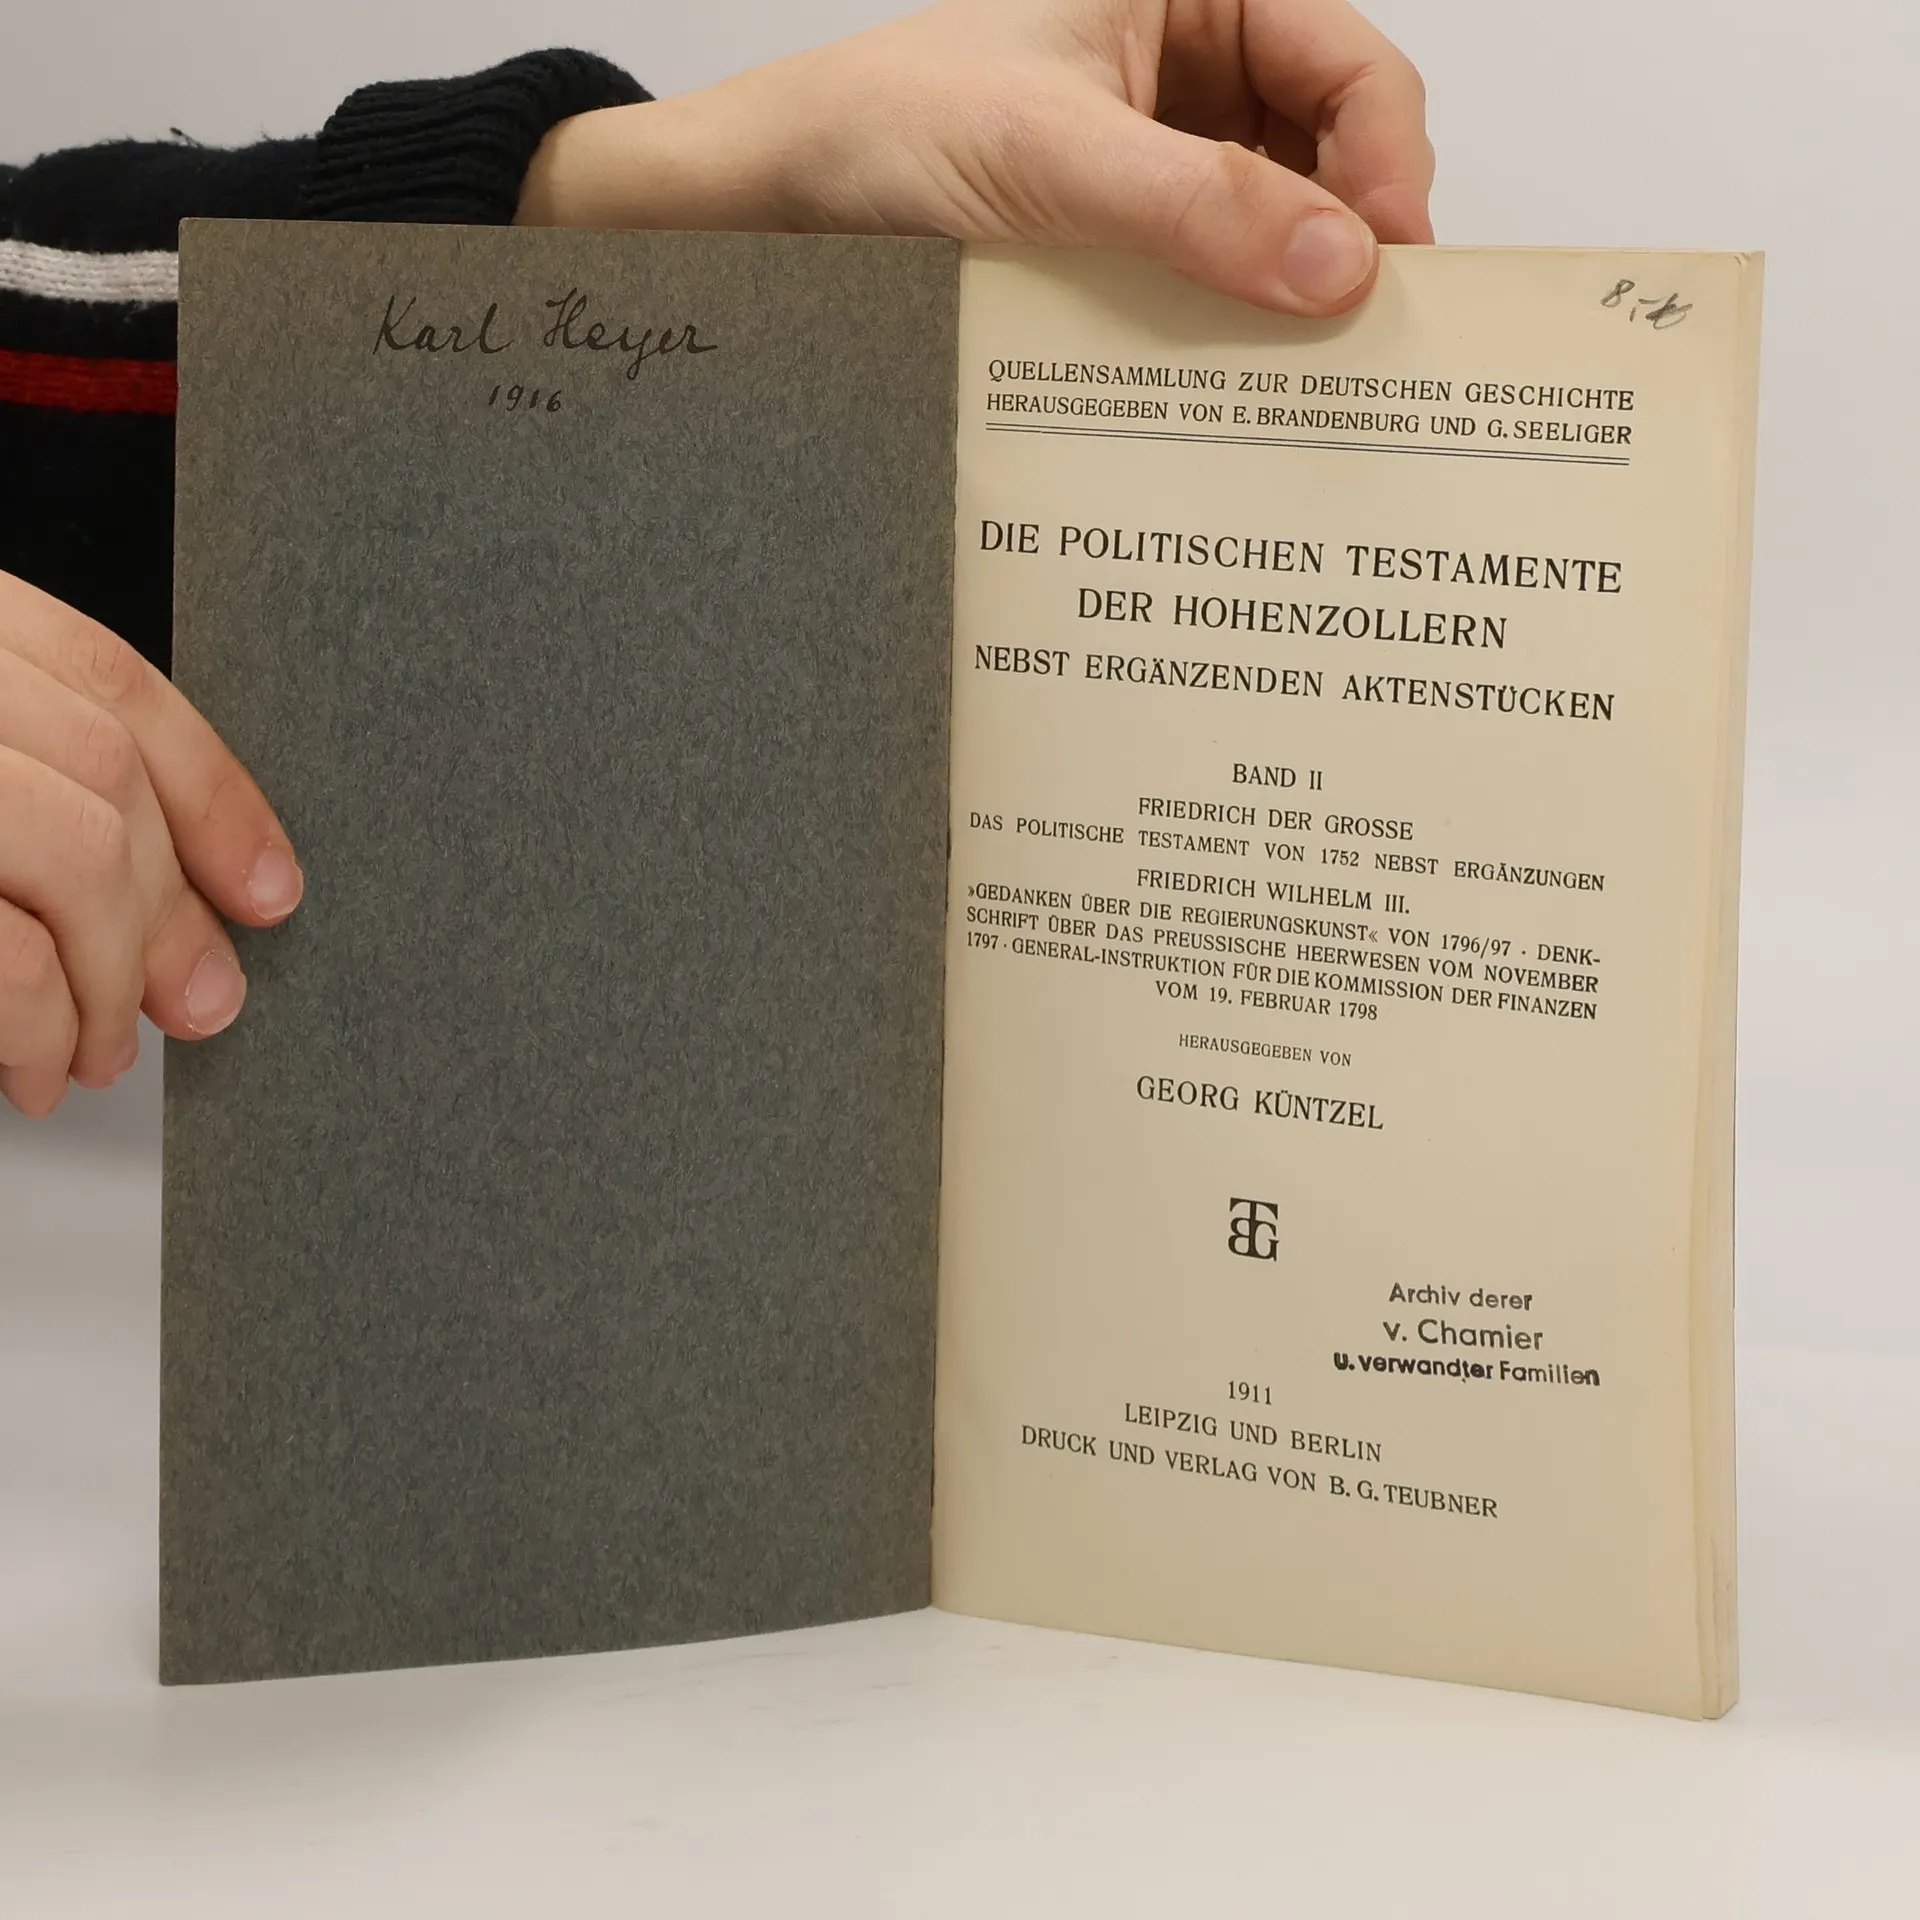 Karl Heyer
1916
QUELLENSAMMLUNG ZUR DEUTSCHEN GESCHICHTE
HERAUSGEGEBEN VON E. BRANDENBURG UND G. SEELIGER
DIE POLITISCHEN TESTAMENTE
DER HOHENZOLLERN
NEBST ERGÄNZENDEN AKTENSTÜCKEN
BAND II
FRIEDRICH DER GROSSE
DAS POLITISCHE TESTAMENT VON 1752 NEBST ERGÄNZUNGEN
FRIEDRICH WILHELM III.
»GEDANKEN ÜBER DIE REGIERUNGSKUNST« VON 1796/97 · DENK-
SCHRIFT ÜBER DAS PREUSSISCHE HEERWESEN VOM NOVEMBER
1797 · GENERAL-INSTRUKTION FÜR DIE KOMMISSION DER FINANZEN
VOM 19. FEBRUAR 1798
HERAUSGEGEBEN VON
GEORG KÜNTZEL
BTG
Archiv derer
v. Chamier
u. verwandter Familien
1911
LEIPZIG UND BERLIN
DRUCK UND VERLAG VON B. G. TEUBNER